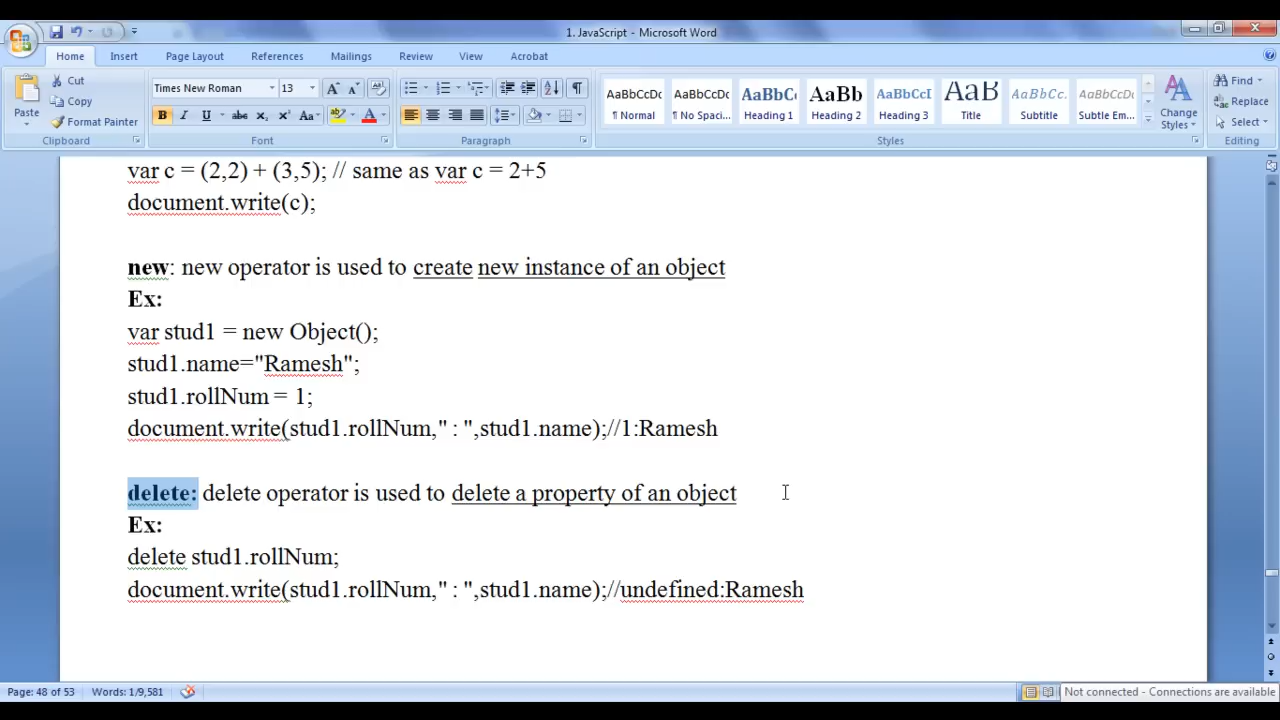 1. JavaScript - Microsoft Word
Home Insert Page Layout References Mailings Review View Acrobat
Paste
Cut
Copy
Format Painter
Clipboard
Times New Roman 13
Font
Paragraph
AaBbCcDc AaBbCcDc AaBbC AaBb AaBbCcI AaB AaBbCc. AaBbCcDc
¶ Normal ¶ No Spaci... Heading 1 Heading 2 Heading 3 Title Subtitle Subtle Em...
Change Styles
Styles
Find
Replace
Select
Editing
var c = (2,2) + (3,5); // same as var c = 2+5
document.write(c);
new: new operator is used to create new instance of an object
Ex:
var stud1 = new Object();
stud1.name="Ramesh";
stud1.rollNum = 1;
document.write(stud1.rollNum," : ",stud1.name);//1:Ramesh
delete: delete operator is used to delete a property of an object
Ex:
delete stud1.rollNum;
document.write(stud1.rollNum," : ",stud1.name);//undefined:Ramesh
Page: 48 of 53 Words: 1/9,581
Not connected - Connections are available